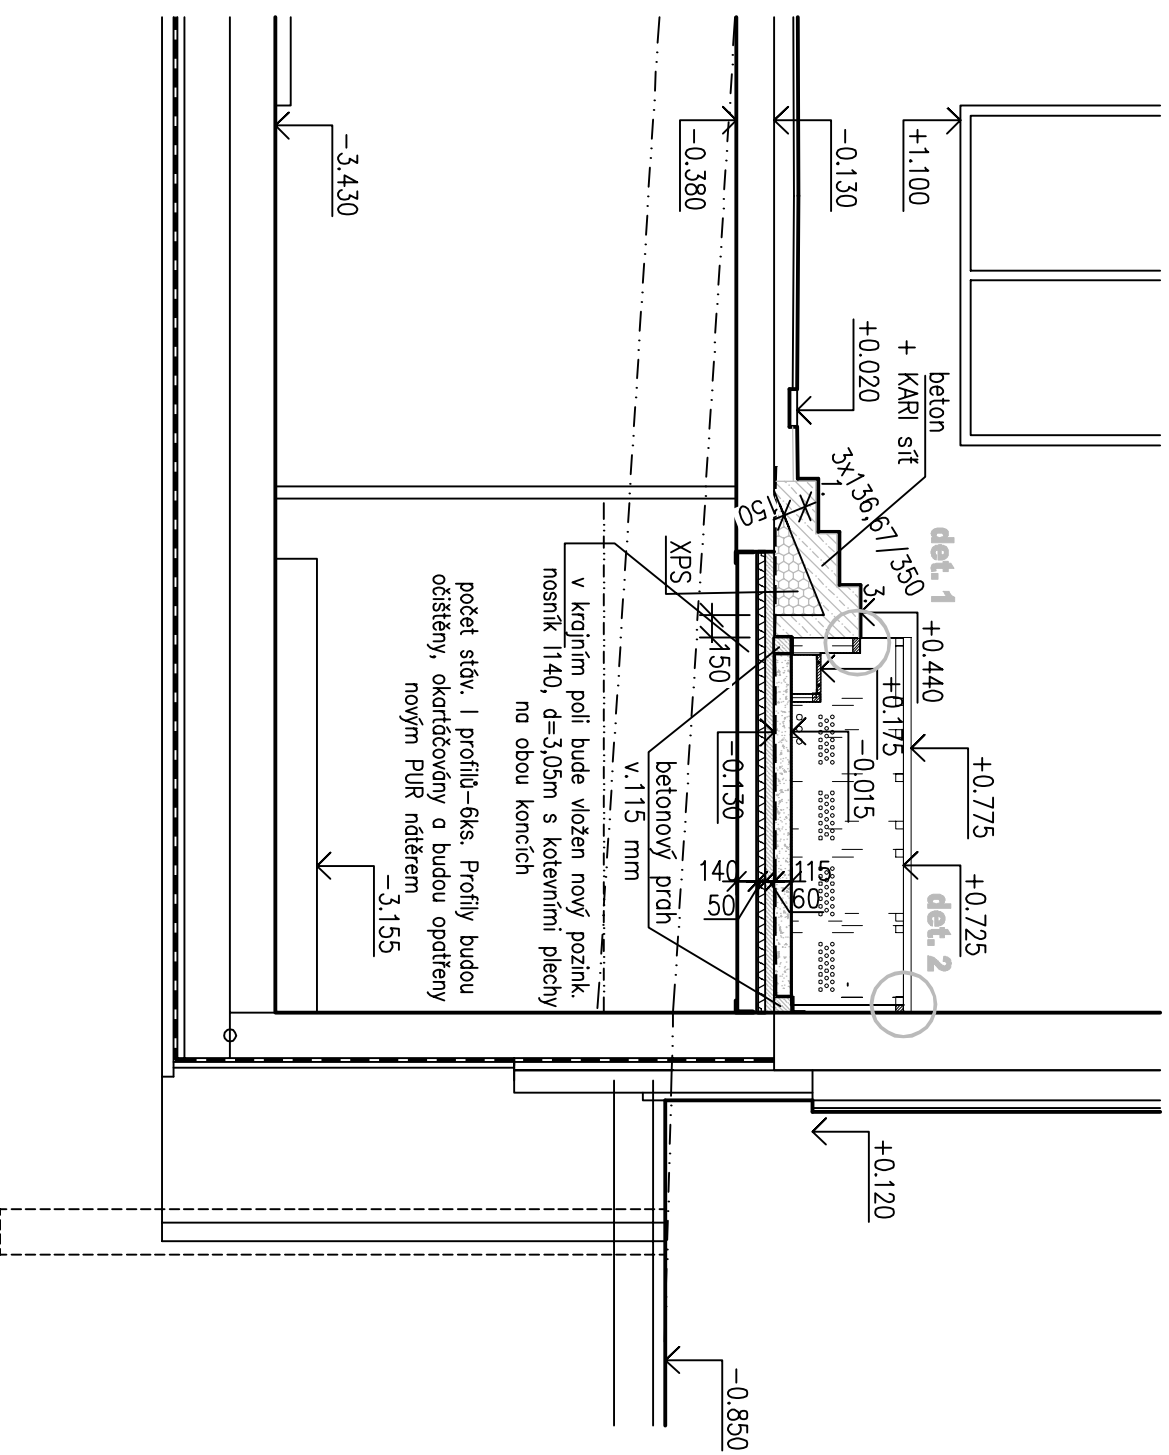 +1.100
-0.130
-0.380
-3.430
+0.020
beton
+ KARI síť
3x136,67/350
1.
3.
150
det. 1
+0.440
+0.175
-0.015
+0.775
+0.725
det. 2
XPS
150
-0.130
betonový prah
v.115 mm
140
50
115
60
v krajním poli bude vložen nový pozink.
nosník I140, d=3,05m s kotevními plechy
na obou koncích
počet stáv. I profilů-6ks. Profily budou
očištěny, okartáčovány a budou opatřeny
novým PUR nátěrem
-3.155
+0.120
-0.850